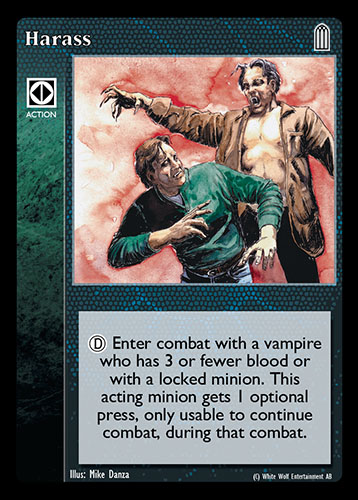 Harass
ACTION
Ⓓ Enter combat with a vampire
who has 3 or fewer blood or
with a locked minion. This
acting minion gets 1 optional
press, only usable to continue
combat, during that combat.
Illus: Mike Danza
(C) White Wolf Entertainment AB